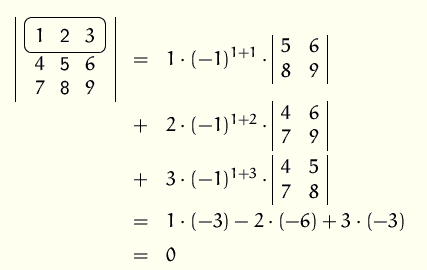 | 1 2 3 |
| 4 5 6 | = 1 · (−1)^{1+1} · | 5 6 |
| 7 8 9 | | 8 9 |
+ 2 · (−1)^{1+2} · | 4 6 |
| 7 9 |
+ 3 · (−1)^{1+3} · | 4 5 |
| 7 8 |
= 1 · (−3) − 2 · (−6) + 3 · (−3)
= 0